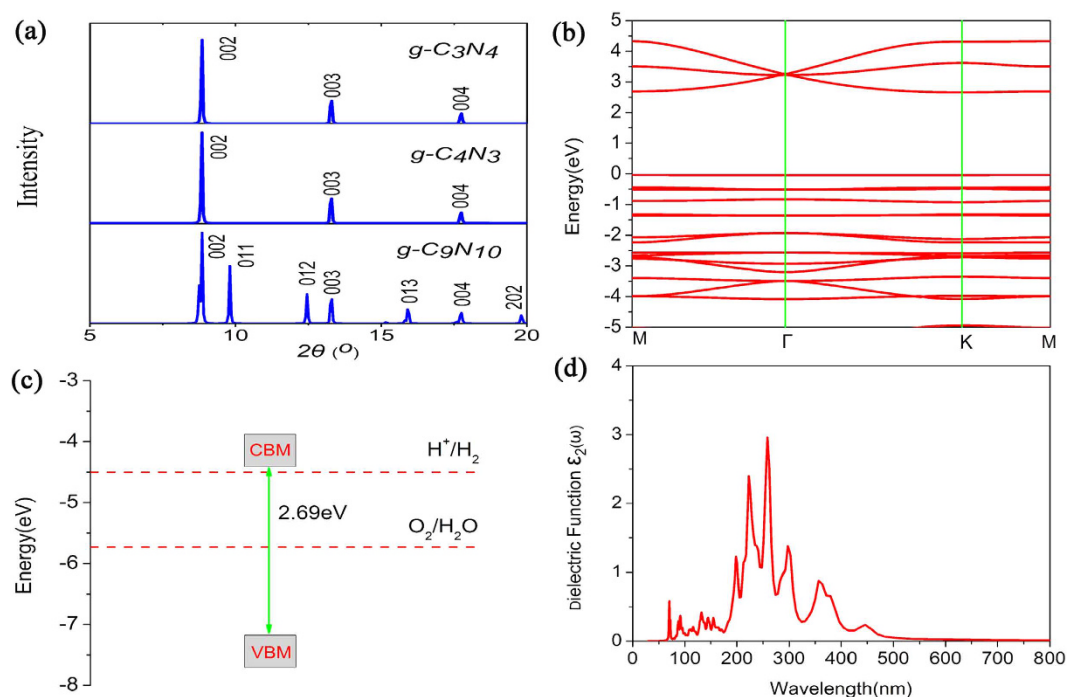 (a)
g-C3N4
002
003
004
g-C4N3
002
003
004
g-C9N10
002
011
012
003
013
004
202
Intensity
5
10
15
20
2θ (º)
(b)
5
4
3
2
1
0
-1
-2
-3
-4
-5
Energy(eV)
M
Γ
K
M
(c)
-3
-4
-5
-6
-7
-8
Energy(eV)
CBM
H⁺/H₂
2.69eV
O₂/H₂O
VBM
(d)
4
3
2
1
0
Dielectric Function ε₂(ω)
0
100
200
300
400
500
600
700
800
Wavelength(nm)